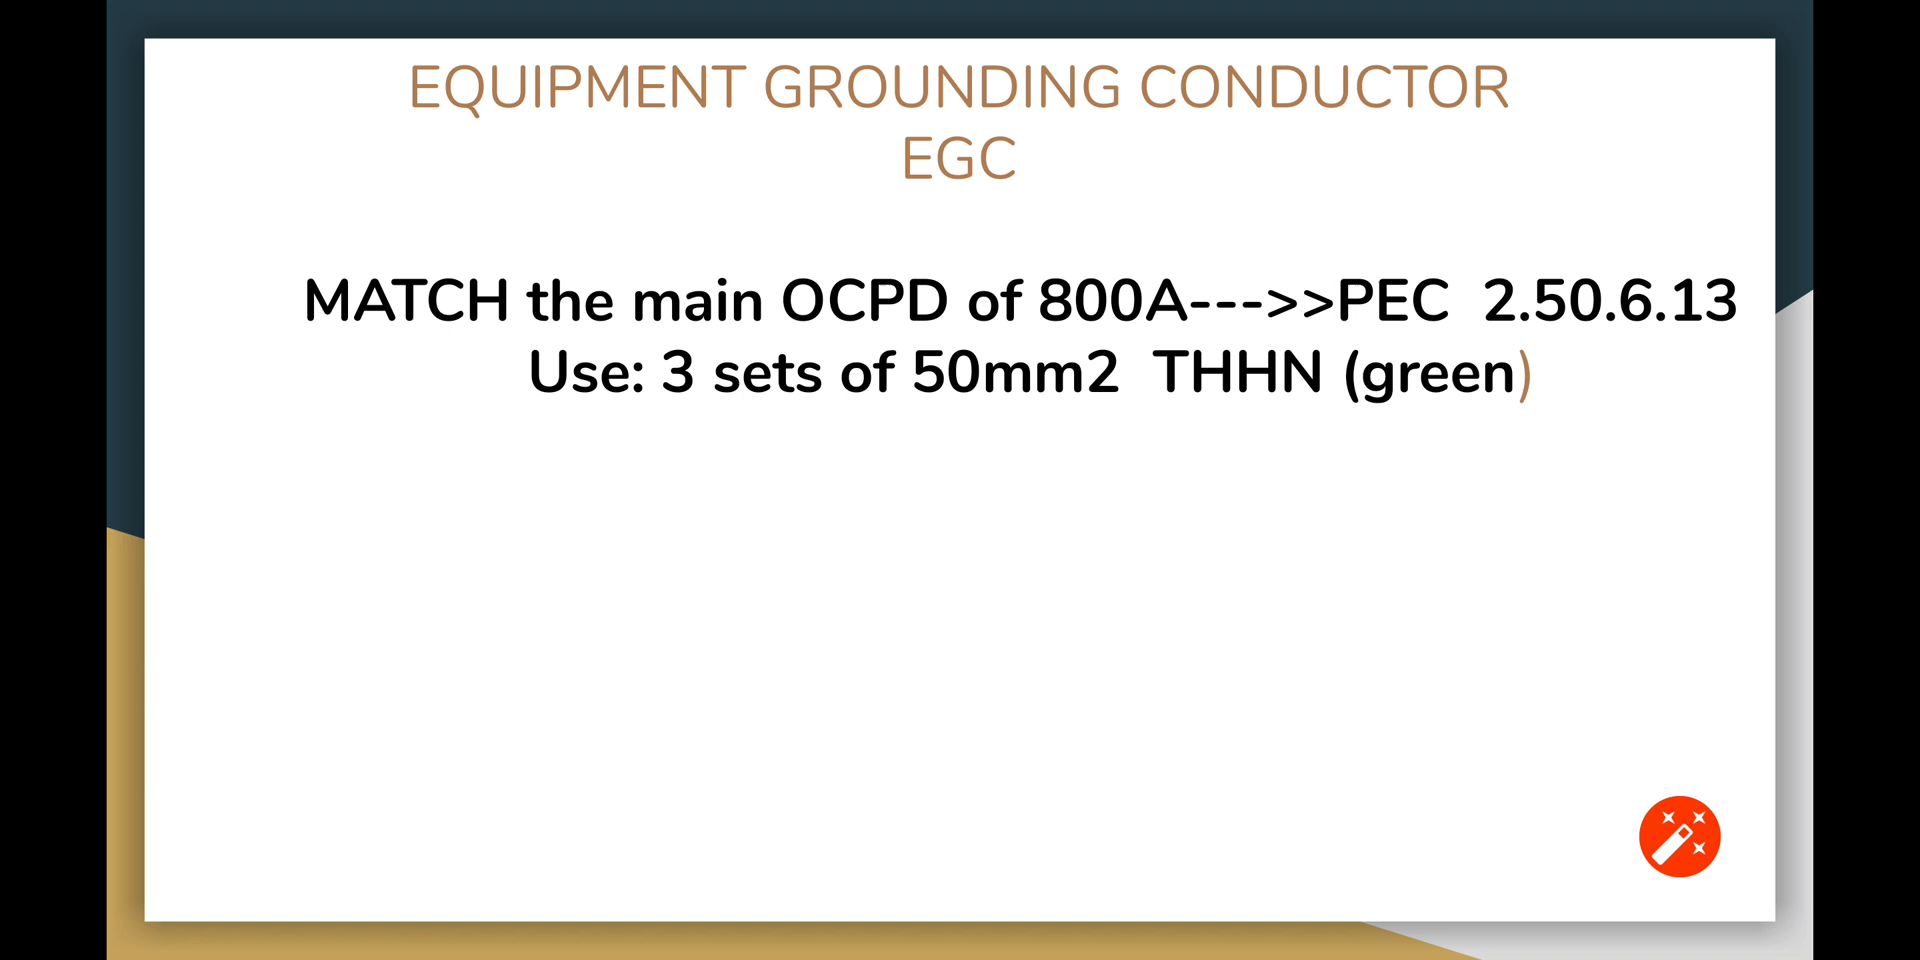 EQUIPMENT GROUNDING CONDUCTOR
EGC
MATCH the main OCPD of 800A--->>PEC  2.50.6.13
Use: 3 sets of 50mm2  THHN (green)